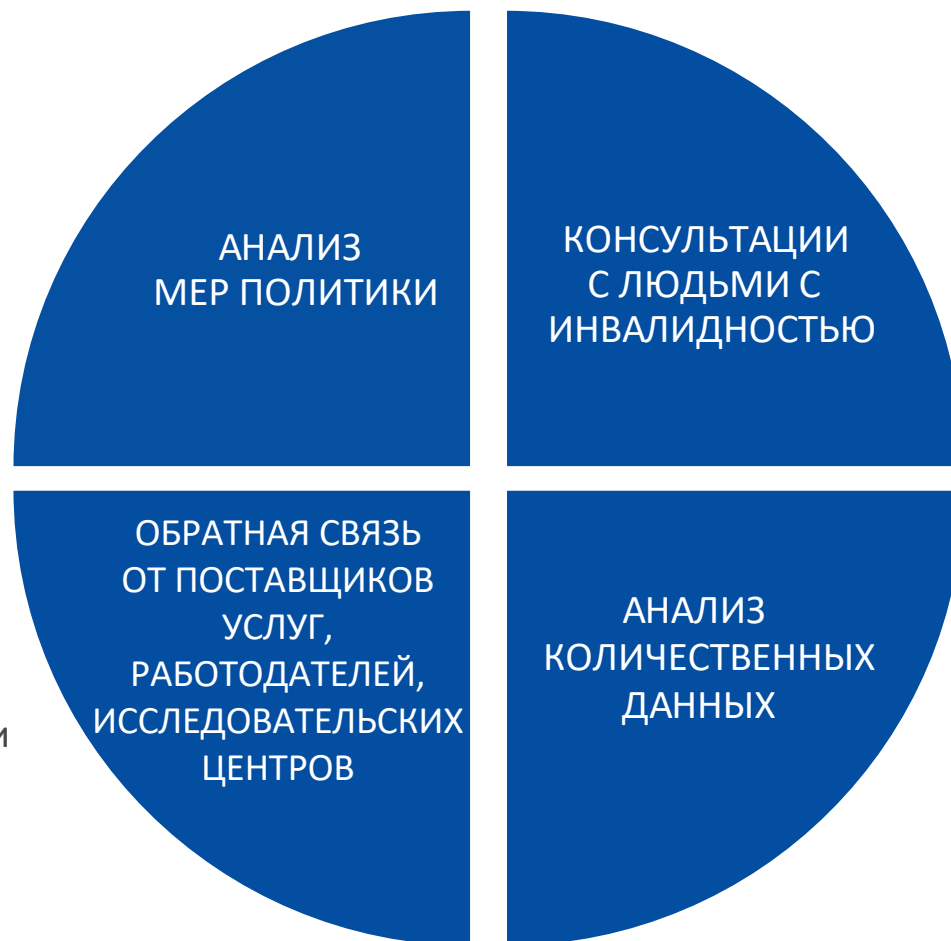 АНАЛИЗ
МЕР ПОЛИТИКИ
КОНСУЛЬТАЦИИ
С ЛЮДЬМИ С
ИНВАЛИДНОСТЬЮ
ОБРАТНАЯ СВЯЗЬ
ОТ ПОСТАВЩИКОВ
УСЛУГ,
РАБОТОДАТЕЛЕЙ,
ИССЛЕДОВАТЕЛЬСКИХ
ЦЕНТРОВ
и
АНАЛИЗ
КОЛИЧЕСТВЕННЫХ
ДАННЫХ